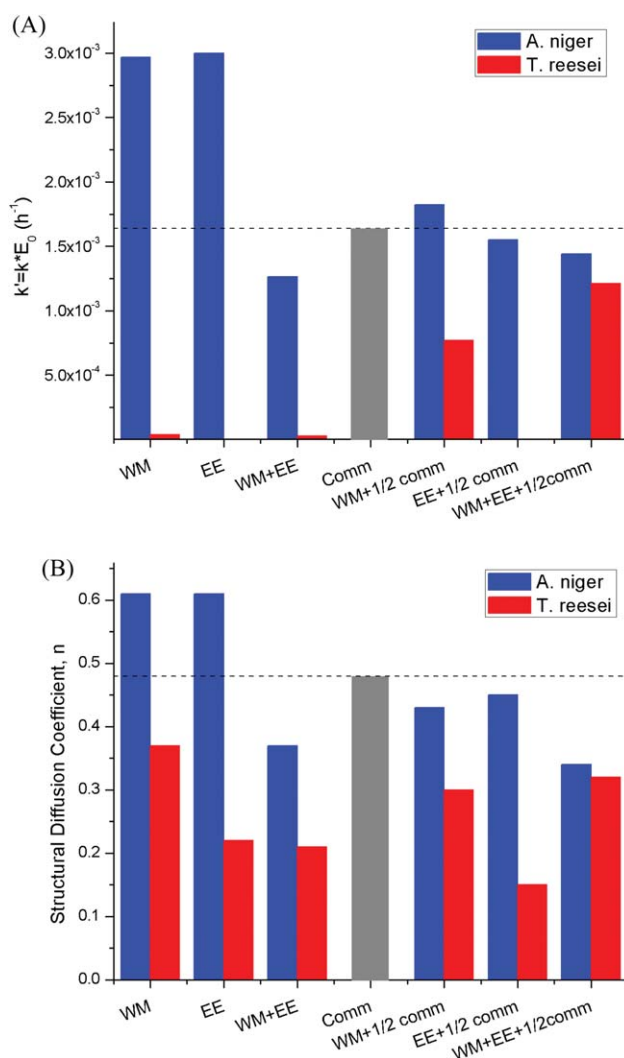 (A)
A. niger
T. reesei
3.0x10⁻³
2.5x10⁻³
2.0x10⁻³
1.5x10⁻³
1.0x10⁻³
5.0x10⁻⁴
k'=k*E₀ (h⁻¹)
WM
EE
WM+EE
Comm
WM+1/2 comm
EE+1/2 comm
WM+EE+1/2comm
(B)
A. niger
T. reesei
0.6
0.5
0.4
0.3
0.2
0.1
0.0
Structural Diffusion Coefficient, n
WM
EE
WM+EE
Comm
WM+1/2 comm
EE+1/2 comm
WM+EE+1/2comm